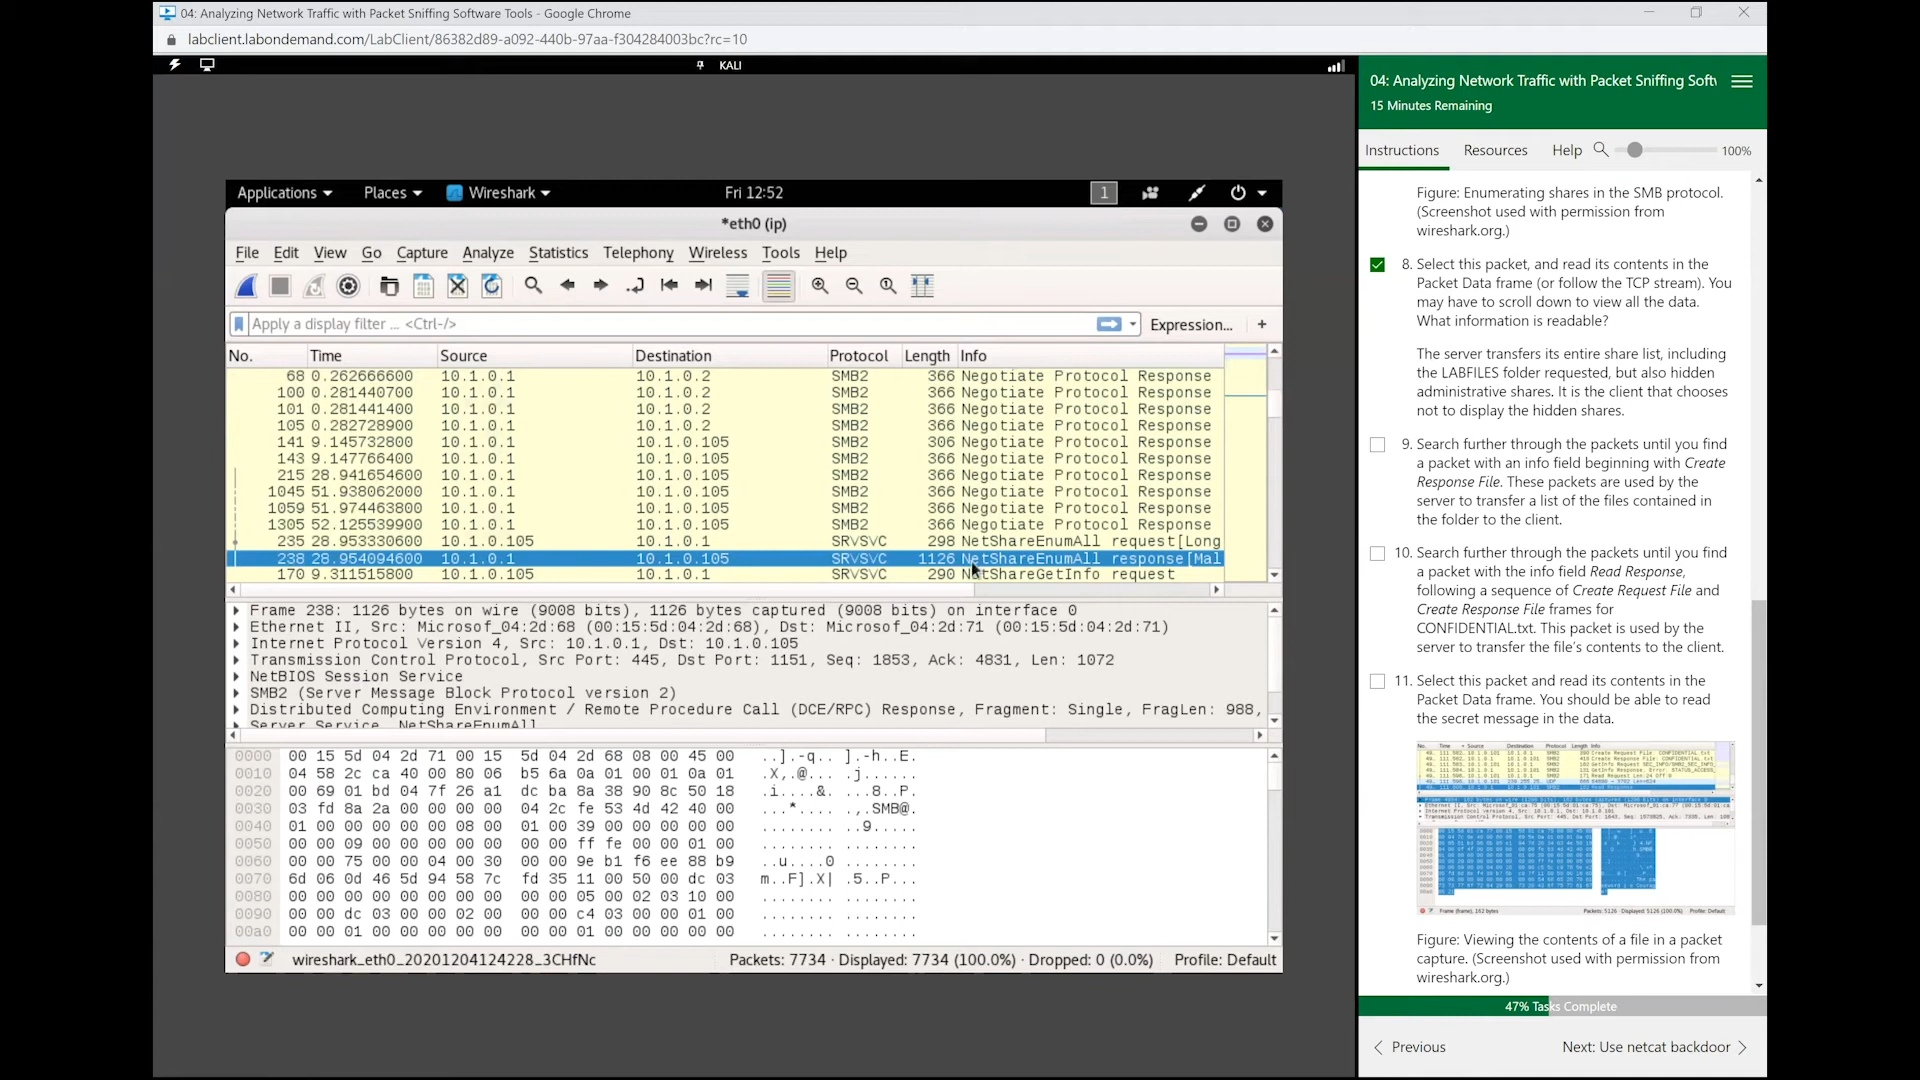 04: Analyzing Network Traffic with Packet Sniffing Software Tools - Google Chrome
labclient.labondemand.com/LabClient/86382d89-a092-440b-97aa-f304284003bc?rc=10
KALI
Applications Places Wireshark Fri 12:52 1
*eth0 (ip)
File Edit View Go Capture Analyze Statistics Telephony Wireless Tools Help
Apply a display filter ... <Ctrl-/> Expression... +
No. Time Source Destination Protocol Length Info
68 0.262666600 10.1.0.1 10.1.0.2 SMB2 366 Negotiate Protocol Response
100 0.281440700 10.1.0.1 10.1.0.2 SMB2 366 Negotiate Protocol Response
101 0.281441400 10.1.0.1 10.1.0.2 SMB2 366 Negotiate Protocol Response
105 0.282728900 10.1.0.1 10.1.0.2 SMB2 366 Negotiate Protocol Response
141 9.145732800 10.1.0.1 10.1.0.105 SMB2 306 Negotiate Protocol Response
143 9.147766400 10.1.0.1 10.1.0.105 SMB2 366 Negotiate Protocol Response
215 28.941654600 10.1.0.1 10.1.0.105 SMB2 366 Negotiate Protocol Response
1045 51.938062000 10.1.0.1 10.1.0.105 SMB2 366 Negotiate Protocol Response
1059 51.974463800 10.1.0.1 10.1.0.105 SMB2 366 Negotiate Protocol Response
1305 52.125539900 10.1.0.1 10.1.0.105 SMB2 366 Negotiate Protocol Response
235 28.953330600 10.1.0.105 10.1.0.1 SRVSVC 298 NetShareEnumAll request[Long
238 28.954094600 10.1.0.1 10.1.0.105 SRVSVC 1126 NetShareEnumAll response[Mal
170 9.311515800 10.1.0.105 10.1.0.1 SRVSVC 290 NetShareGetInfo request
Frame 238: 1126 bytes on wire (9008 bits), 1126 bytes captured (9008 bits) on interface 0
Ethernet II, Src: Microsof_04:2d:68 (00:15:5d:04:2d:68), Dst: Microsof_04:2d:71 (00:15:5d:04:2d:71)
Internet Protocol Version 4, Src: 10.1.0.1, Dst: 10.1.0.105
Transmission Control Protocol, Src Port: 445, Dst Port: 1151, Seq: 1853, Ack: 4831, Len: 1072
NetBIOS Session Service
SMB2 (Server Message Block Protocol version 2)
Distributed Computing Environment / Remote Procedure Call (DCE/RPC) Response, Fragment: Single, FragLen: 988,
Server Service, NetShareEnumAll
0000 00 15 5d 04 2d 71 00 15 5d 04 2d 68 08 00 45 00 ..].-q.. ].-h..E.
0010 04 58 2c ca 40 00 80 06 b5 6a 0a 01 00 01 0a 01 .X,.@... .j......
0020 00 69 01 bd 04 7f 26 a1 dc ba 8a 38 90 8c 50 18 .i....&. ...8..P.
0030 03 fd 8a 2a 00 00 00 00 04 2c fe 53 4d 42 40 00 ...*.... .,.SMB@.
0040 01 00 00 00 00 00 08 00 01 00 39 00 00 00 00 00 ........ ..9.....
0050 00 00 09 00 00 00 00 00 00 00 ff fe 00 00 01 00 ........ ........
0060 00 00 75 00 00 04 00 30 00 00 9e b1 f6 ee 88 b9 ..u....0 ........
0070 6d 06 0d 46 5d 94 58 7c fd 35 11 00 50 00 dc 03 m..F].X| .5..P...
0080 00 00 00 00 00 00 00 00 00 00 05 00 02 03 10 00 ........ ........
0090 00 00 dc 03 00 00 02 00 00 00 c4 03 00 00 01 00 ........ ........
00a0 00 00 01 00 00 00 00 00 00 00 01 00 00 00 00 00 ........ ........
wireshark_eth0_20201204124228_3CHfNc Packets: 7734 · Displayed: 7734 (100.0%) · Dropped: 0 (0.0%) Profile: Default
04: Analyzing Network Traffic with Packet Sniffing Softw
15 Minutes Remaining
Instructions Resources Help 100%
Figure: Enumerating shares in the SMB protocol.
(Screenshot used with permission from
wireshark.org.)
8. Select this packet, and read its contents in the
Packet Data frame (or follow the TCP stream). You
may have to scroll down to view all the data.
What information is readable?
The server transfers its entire share list, including
the LABFILES folder requested, but also hidden
administrative shares. It is the client that chooses
not to display the hidden shares.
9. Search further through the packets until you find
a packet with an info field beginning with Create
Response File. These packets are used by the
server to transfer a list of the files contained in
the folder to the client.
10. Search further through the packets until you find
a packet with the info field Read Response,
following a sequence of Create Request File and
Create Response File frames for
CONFIDENTIAL.txt. This packet is used by the
server to transfer the file's contents to the client.
11. Select this packet and read its contents in the
Packet Data frame. You should be able to read
the secret message in the data.
Figure: Viewing the contents of a file in a packet
capture. (Screenshot used with permission from
wireshark.org.)
47% Tasks Complete
Previous Next: Use netcat backdoor